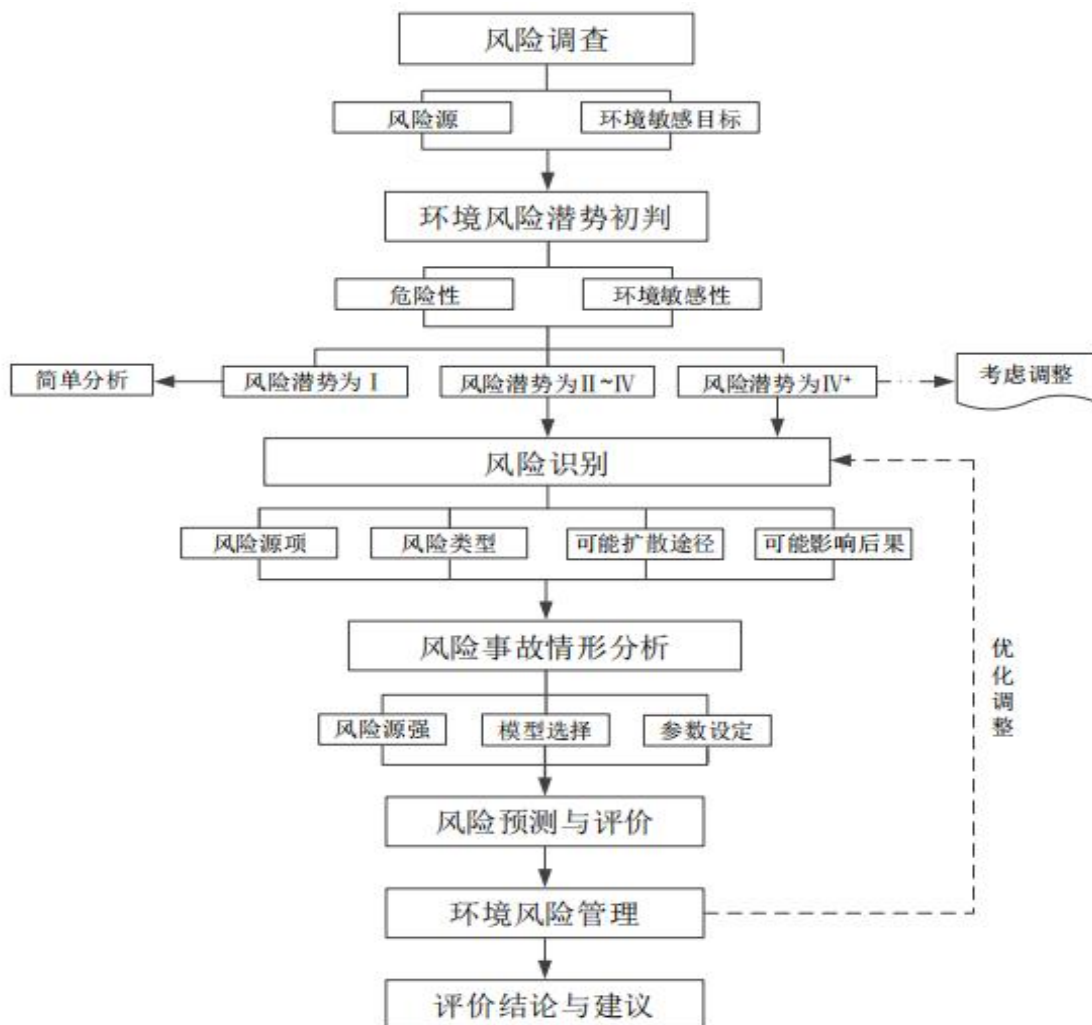 风险调查
风险源
环境敏感目标
环境风险潜势初判
危险性
环境敏感性
简单分析
风险潜势为Ⅰ
风险潜势为Ⅱ~Ⅳ
风险潜势为Ⅳ⁺
考虑调整
风险识别
风险源项
风险类型
可能扩散途径
可能影响后果
风险事故情形分析
优化调整
风险源强
模型选择
参数设定
风险预测与评价
环境风险管理
评价结论与建议